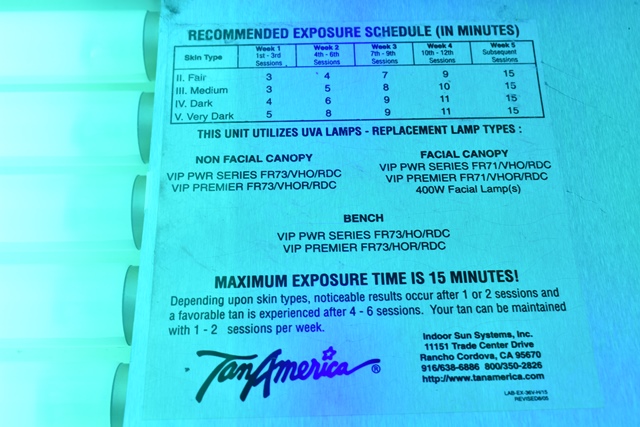 RECOMMENDED EXPOSURE SCHEDULE (IN MINUTES)
Skin Type Week 1 1st - 3rd Sessions Week 2 4th - 6th Sessions Week 3 7th - 9th Sessions Week 4 10th - 12th Sessions Week 5 Subsequent Sessions
II. Fair 3 4 7 9 15
III. Medium 3 5 8 10 15
IV. Dark 4 6 9 11 15
V. Very Dark 5 8 9 11 15
THIS UNIT UTILIZES UVA LAMPS - REPLACEMENT LAMP TYPES :
NON FACIAL CANOPY
VIP PWR SERIES FR73/VHO/RDC
VIP PREMIER FR73/VHOR/RDC
FACIAL CANOPY
VIP PWR SERIES FR71/VHO/RDC
VIP PREMIER FR71/VHOR/RDC
400W Facial Lamp(s)
BENCH
VIP PWR SERIES FR73/HO/RDC
VIP PREMIER FR73/HOR/RDC
MAXIMUM EXPOSURE TIME IS 15 MINUTES!
Depending upon skin types, noticeable results occur after 1 or 2 sessions and
a favorable tan is experienced after 4 - 6 sessions. Your tan can be maintained
with 1 - 2 sessions per week.
TanAmerica ®
Indoor Sun Systems, Inc.
11151 Trade Center Drive
Rancho Cordova, CA 95670
916/638-6886 800/350-2826
http://www.tanamerica.com